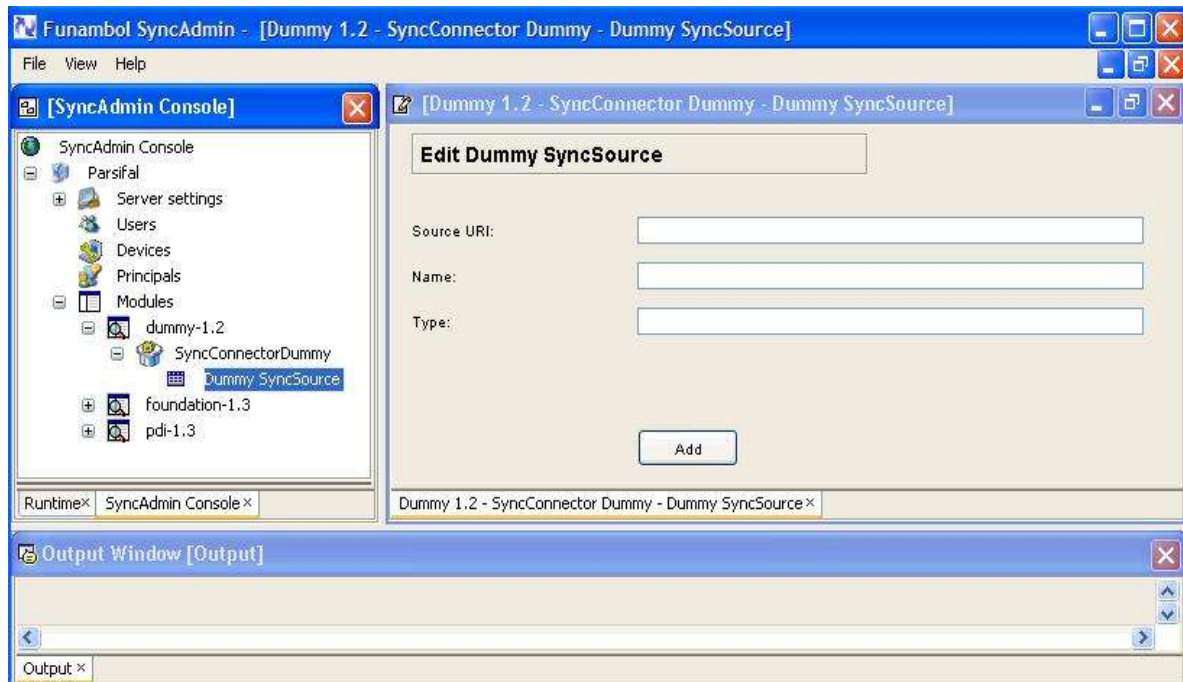 Funambol SyncAdmin - [Dummy 1.2 - SyncConnector Dummy - Dummy SyncSource]
File View Help
[SyncAdmin Console]
SyncAdmin Console
Parsifal
Server settings
Users
Devices
Principals
Modules
dummy-1.2
SyncConnectorDummy
Dummy SyncSource
foundation-1.3
pdi-1.3
Runtime× SyncAdmin Console ×
[Dummy 1.2 - SyncConnector Dummy - Dummy SyncSource]
Edit Dummy SyncSource
Source URI:
Name:
Type:
Add
Dummy 1.2 - SyncConnector Dummy - Dummy SyncSource ×
Output Window [Output]
Output ×